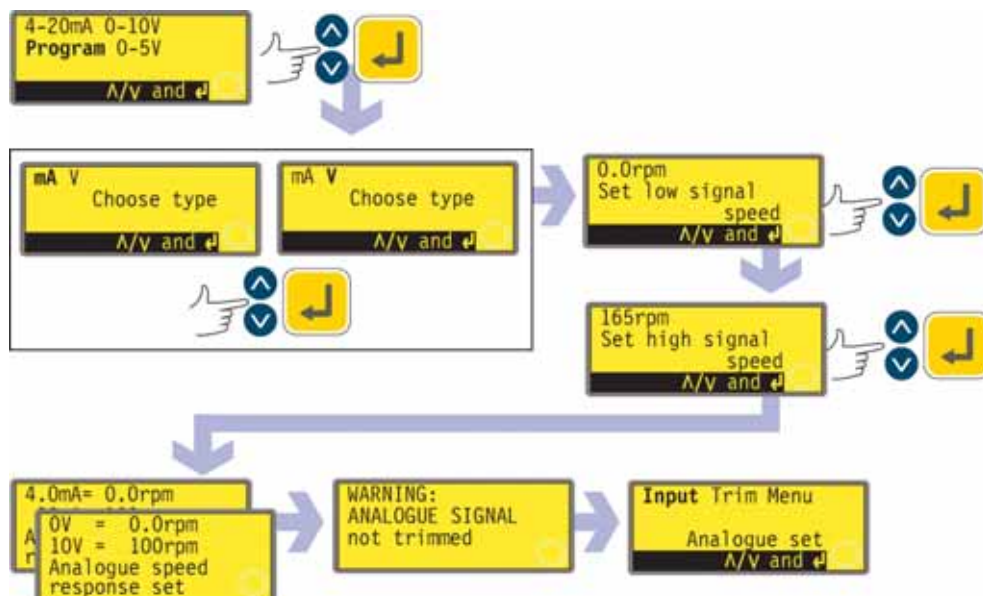 4-20mA 0-10V
Program 0-5V
∧/∨ and ↵
mA V
Choose type
∧/∨ and ↵
mA V
Choose type
∧/∨ and ↵
0.0rpm
Set low signal
speed
∧/∨ and ↵
165rpm
Set high signal
speed
∧/∨ and ↵
4.0mA= 0.0rpm
0V = 0.0rpm
10V = 100rpm
Analogue speed
response set
WARNING:
ANALOGUE SIGNAL
not trimmed
Input Trim Menu
Analogue set
∧/∨ and ↵